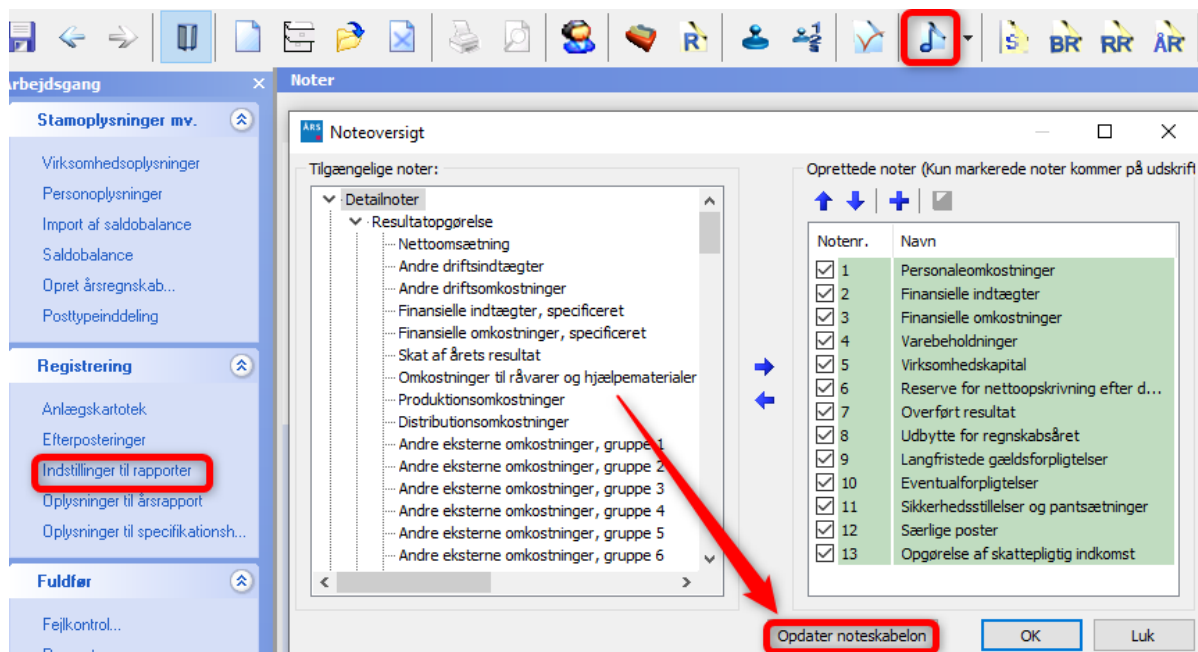 R
S
BR
RR
ÅR
Arbejdsgang
Noter
Stamoplysninger mv.
Virksomhedsoplysninger
Personoplysninger
Import af saldobalance
Saldobalance
Opret årsregnskab...
Posttypeinddeling
Registrering
Anlægskartotek
Efterposteringer
Indstillinger til rapporter
Oplysninger til årsrapport
Oplysninger til specifikationsh...
Fuldfør
Fejlkontrol...
ÅRS
Noteoversigt
Tilgængelige noter:
Detailnoter
Resultatopgørelse
Nettoomsætning
Andre driftsindtægter
Andre driftsomkostninger
Finansielle indtægter, specificeret
Finansielle omkostninger, specificeret
Skat af årets resultat
Omkostninger til råvarer og hjælpematerialer
Produktionsomkostninger
Distributionsomkostninger
Andre eksterne omkostninger, gruppe 1
Andre eksterne omkostninger, gruppe 2
Andre eksterne omkostninger, gruppe 3
Andre eksterne omkostninger, gruppe 4
Andre eksterne omkostninger, gruppe 5
Andre eksterne omkostninger, gruppe 6
Oprettede noter (Kun markerede noter kommer på udskrift
Notenr. Navn
1 Personaleomkostninger
2 Finansielle indtægter
3 Finansielle omkostninger
4 Varebeholdninger
5 Virksomhedskapital
6 Reserve for nettoopskrivning efter d...
7 Overført resultat
8 Udbytte for regnskabsåret
9 Langfristede gældsforpligtelser
10 Eventualforpligtelser
11 Sikkerhedsstillelser og pantsætninger
12 Særlige poster
13 Opgørelse af skattepligtig indkomst
Opdater noteskabelon
OK
Luk